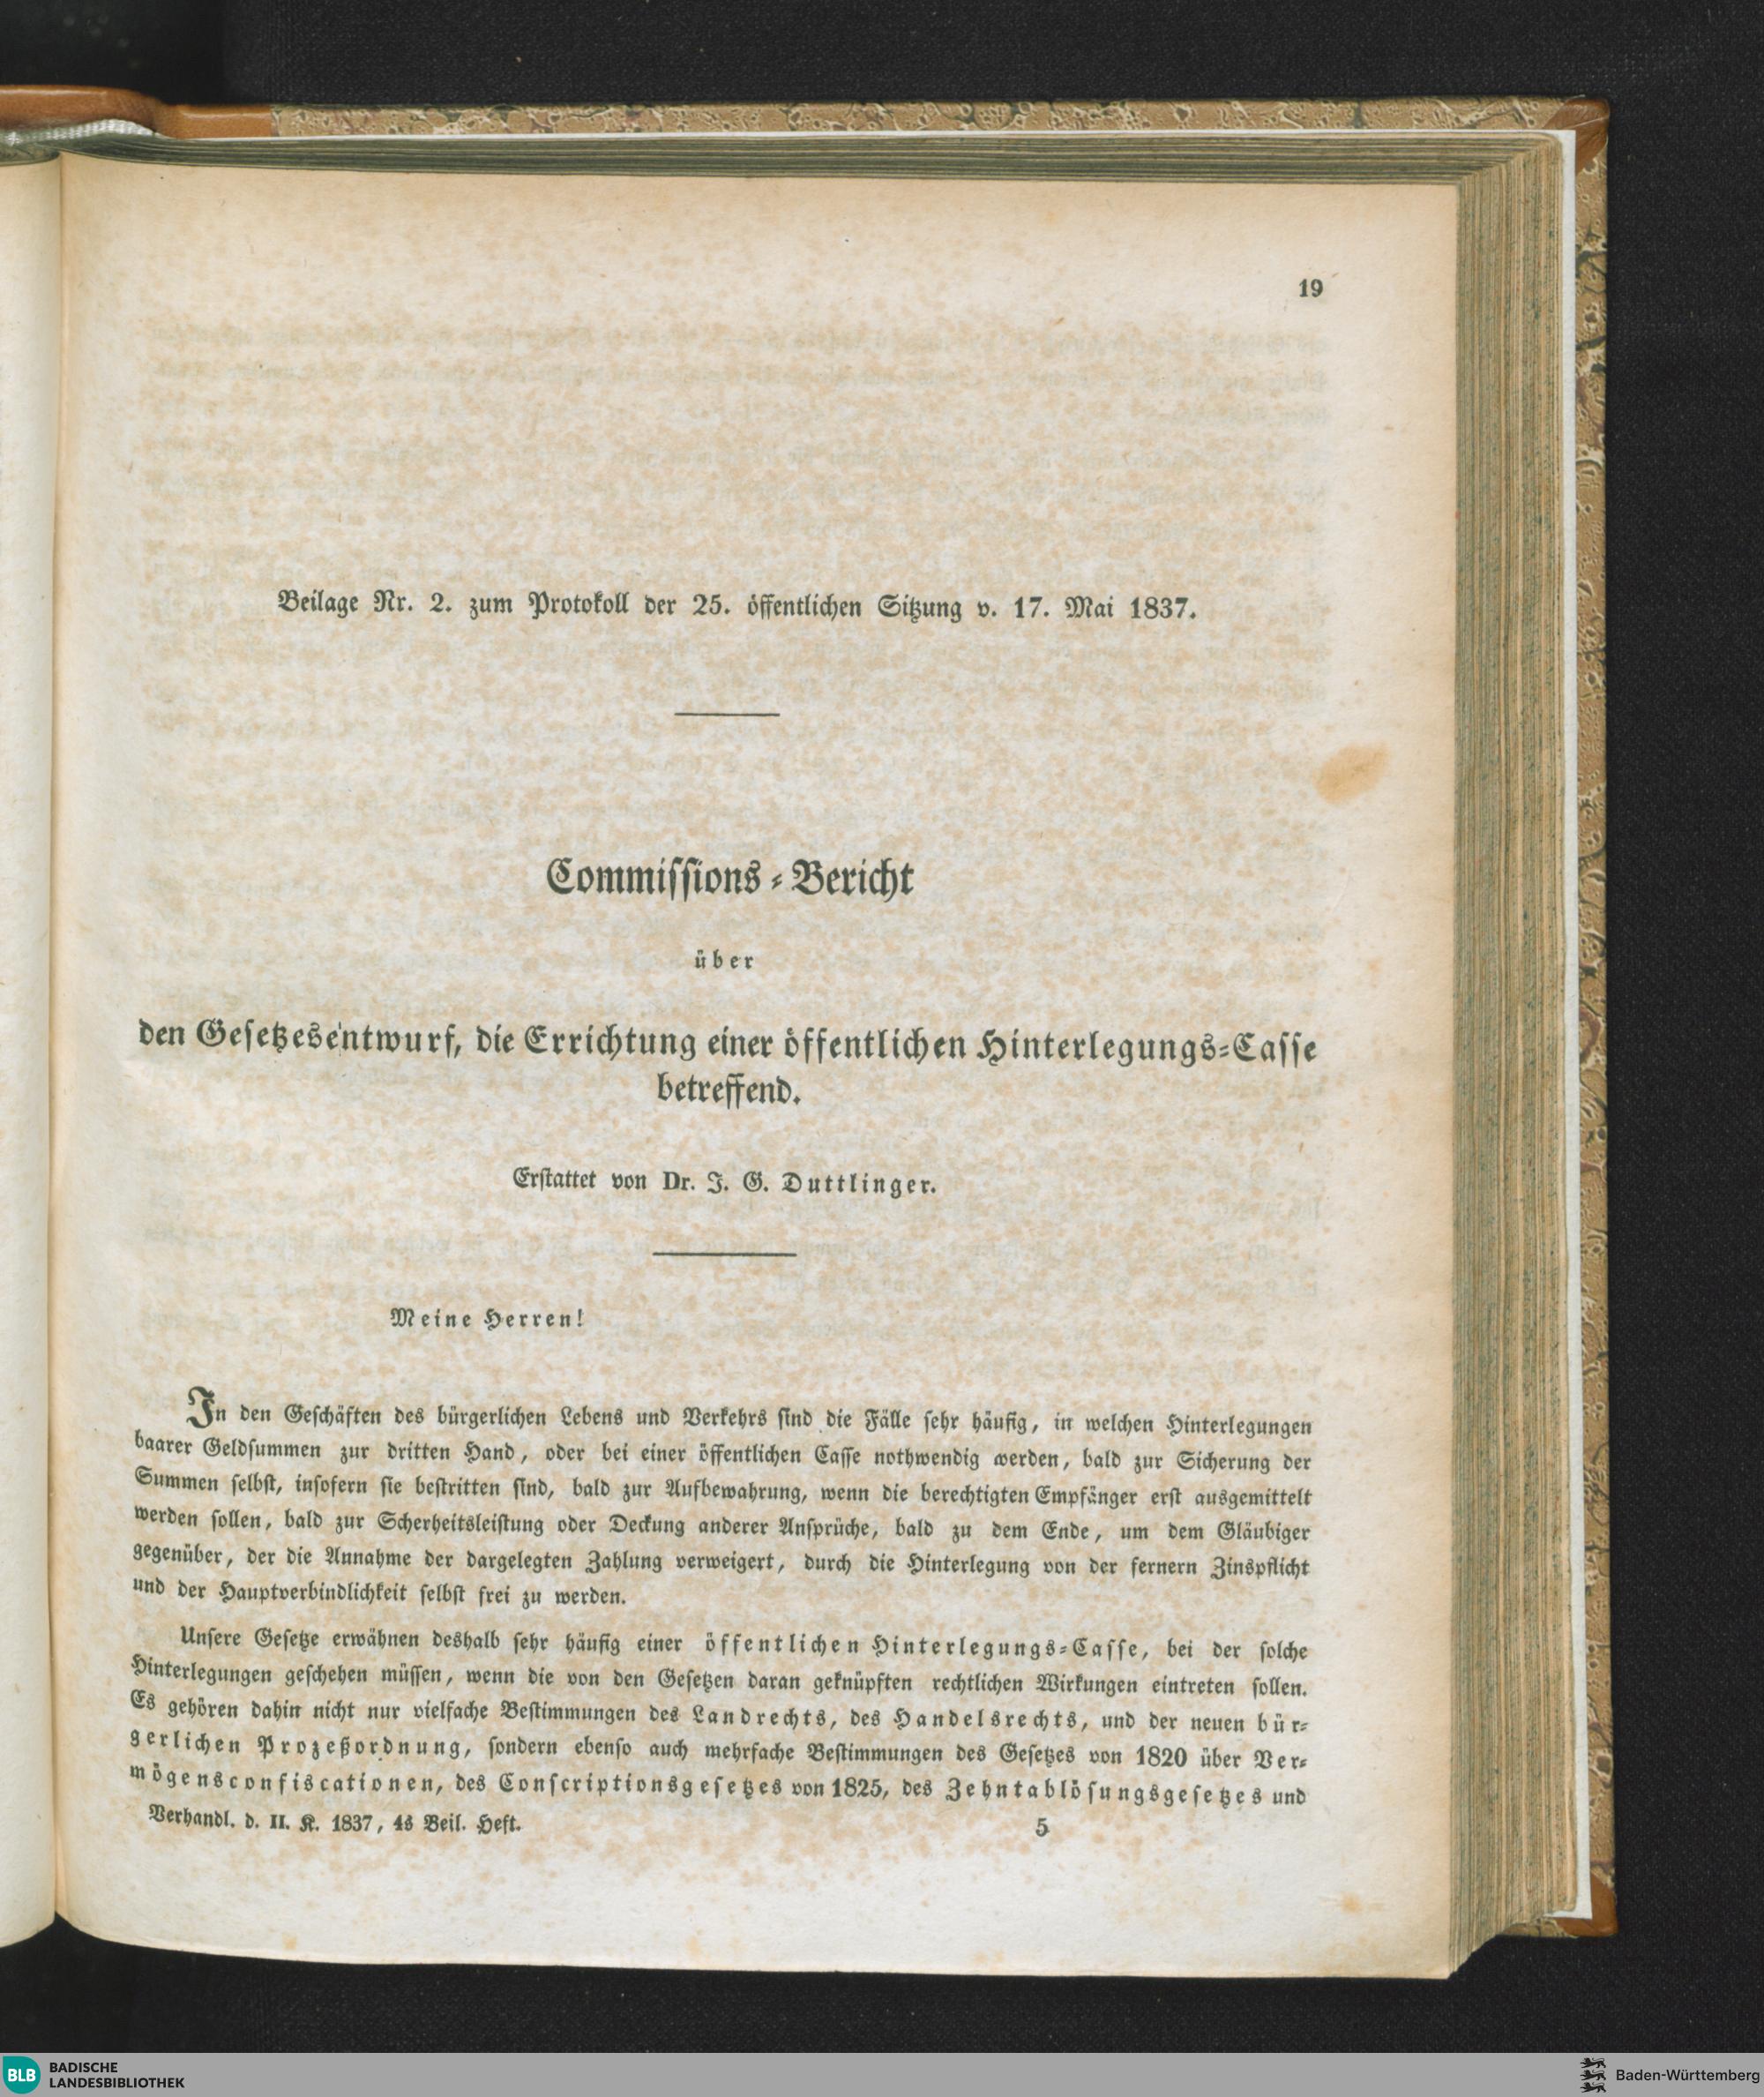 19
Beilage Nr. 2. zum Protokoll der 25. öffentlichen Sitzung v. 17. Mai 1837.
Commissions-Bericht
über
den Gesetzesentwurf, die Errichtung einer öffentlichen Hinterlegungs-Casse
betreffend.
Erstattet von Dr. J. G. Duttlinger.
Meine Herren!
In den Geschäften des bürgerlichen Lebens und Verkehrs sind die Fälle sehr häufig, in welchen Hinterlegungen
baarer Geldsummen zur dritten Hand, oder bei einer öffentlichen Casse nothwendig werden, bald zur Sicherung der
Summen selbst, insofern sie bestritten sind, bald zur Aufbewahrung, wenn die berechtigten Empfänger erst ausgemittelt
werden sollen, bald zur Scherheitsleistung oder Deckung anderer Ansprüche, bald zu dem Ende, um dem Gläubiger
gegenüber, der die Annahme der dargelegten Zahlung verweigert, durch die Hinterlegung von der fernern Zinspflicht
und der Hauptverbindlichkeit selbst frei zu werden.
Unsere Gesetze erwähnen deshalb sehr häufig einer öffentlichen Hinterlegungs-Casse, bei der solche
Hinterlegungen geschehen müssen, wenn die von den Gesetzen daran geknüpften rechtlichen Wirkungen eintreten sollen.
Es gehören dahin nicht nur vielfache Bestimmungen des Landrechts, des Handelsrechts, und der neuen bür-
gerlichen Prozeßordnung, sondern ebenso auch mehrfache Bestimmungen des Gesetzes von 1820 über Ver-
mögensconfiscationen, des Conscriptionsgesetzes von 1825, des Zehntablösungsgesetzes und
Verhandl. d. II. K. 1837, 4s Beil. Heft. 5
BLB BADISCHE
LANDESBIBLIOTHEK
Baden-Württemberg